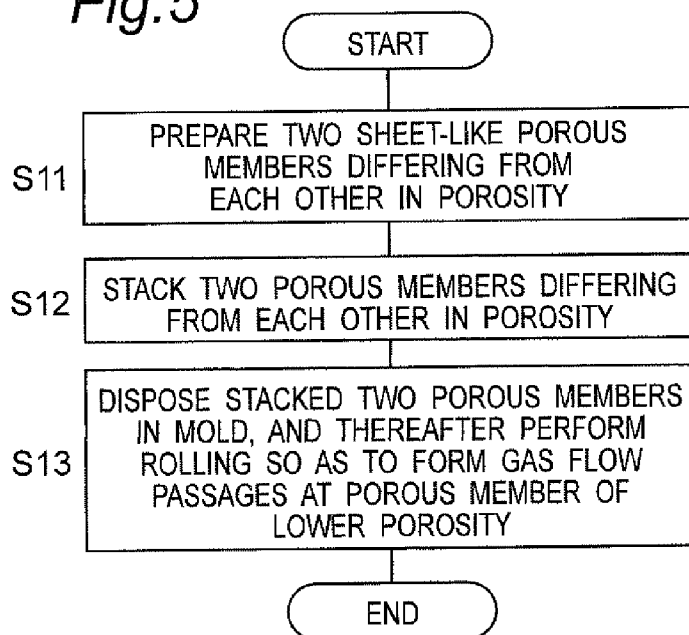 Fig.5
START
S11
PREPARE TWO SHEET-LIKE POROUS
MEMBERS DIFFERING FROM
EACH OTHER IN POROSITY
S12
STACK TWO POROUS MEMBERS DIFFERING
FROM EACH OTHER IN POROSITY
S13
DISPOSE STACKED TWO POROUS MEMBERS
IN MOLD, AND THEREAFTER PERFORM
ROLLING SO AS TO FORM GAS FLOW
PASSAGES AT POROUS MEMBER OF
LOWER POROSITY
END